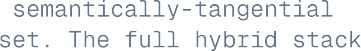 semantically-tangential
set. The full hybrid stack